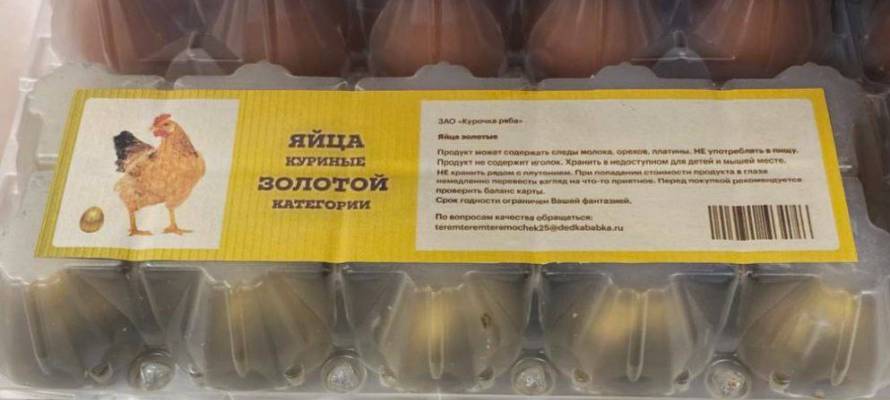 ЯЙЦА
КУРИНЫЕ
ЗОЛОТОЙ
КАТЕГОРИИ
ЗАО «Курочка ряба»
Яйца золотые
Продукт может содержать следы молока, орехов, платины. НЕ употреблять в пищу.
Продукт не содержит иголок. Хранить в недоступном для детей и мышей месте.
НЕ хранить рядом с плутонием. При попадании стоимости продукта в глаза
немедленно перевести взгляд на что-то приятное. Перед покупкой рекомендуется
проверить баланс карты.
Срок годности ограничен Вашей фантазией.
По вопросам качества обращаться:
teremteremteremochek25@dedkababka.ru